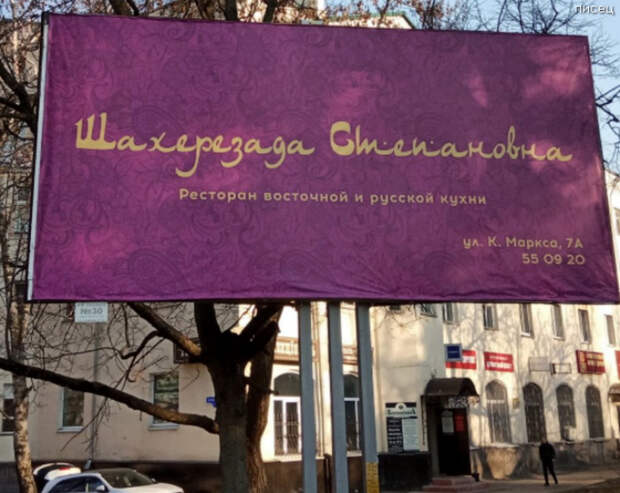 писец
Шахерезада Степановна
Ресторан восточной и русской кухни
ул. К. Маркса, 7А
55 09 20
№30